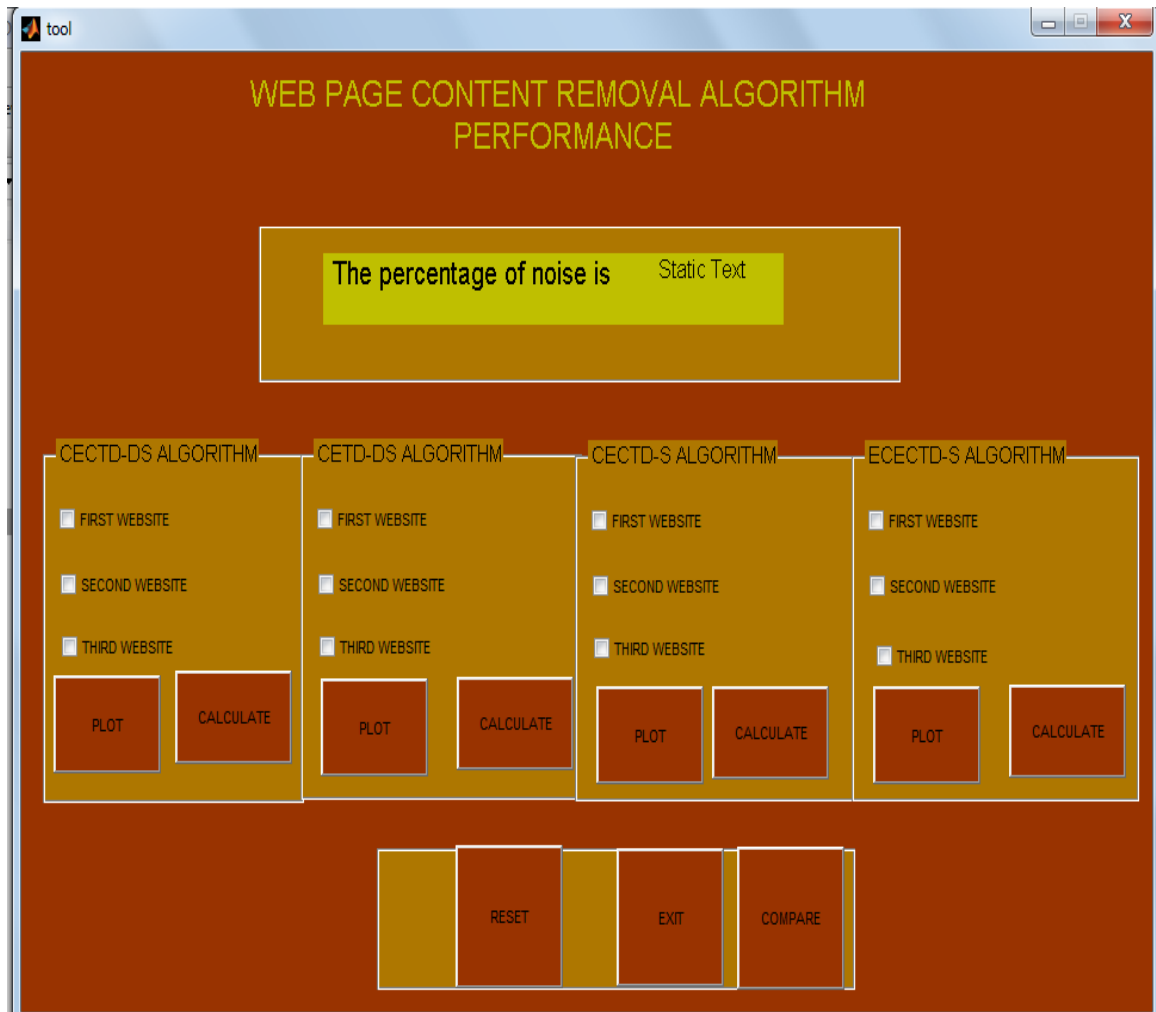 tool
WEB PAGE CONTENT REMOVAL ALGORITHM
PERFORMANCE
The percentage of noise is Static Text
CECTD-DS ALGORITHM
FIRST WEBSITE
SECOND WEBSITE
THIRD WEBSITE
PLOT CALCULATE
CETD-DS ALGORITHM
FIRST WEBSITE
SECOND WEBSITE
THIRD WEBSITE
PLOT CALCULATE
CECTD-S ALGORITHM
FIRST WEBSITE
SECOND WEBSITE
THIRD WEBSITE
PLOT CALCULATE
ECECTD-S ALGORITHM
FIRST WEBSITE
SECOND WEBSITE
THIRD WEBSITE
PLOT CALCULATE
RESET EXIT COMPARE